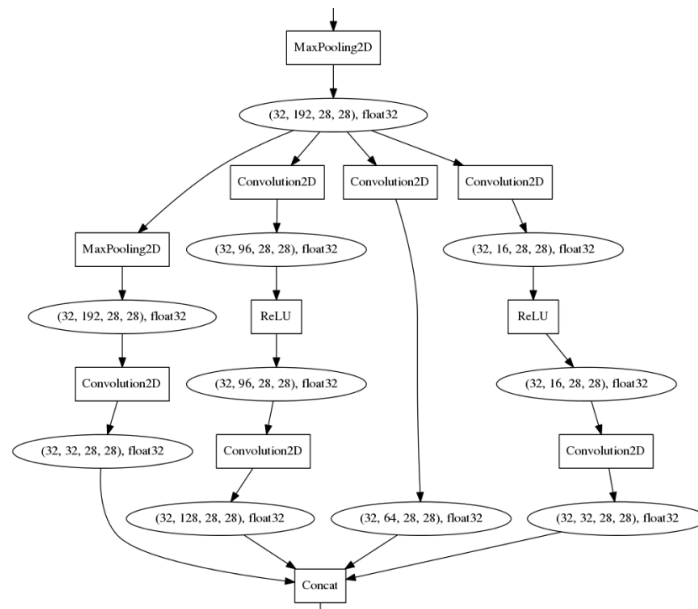 MaxPooling2D
(32, 192, 28, 28), float32
Convolution2D
Convolution2D
Convolution2D
MaxPooling2D
(32, 96, 28, 28), float32
(32, 16, 28, 28), float32
(32, 192, 28, 28), float32
ReLU
ReLU
Convolution2D
(32, 96, 28, 28), float32
(32, 16, 28, 28), float32
(32, 32, 28, 28), float32
Convolution2D
Convolution2D
(32, 128, 28, 28), float32
(32, 64, 28, 28), float32
(32, 32, 28, 28), float32
Concat